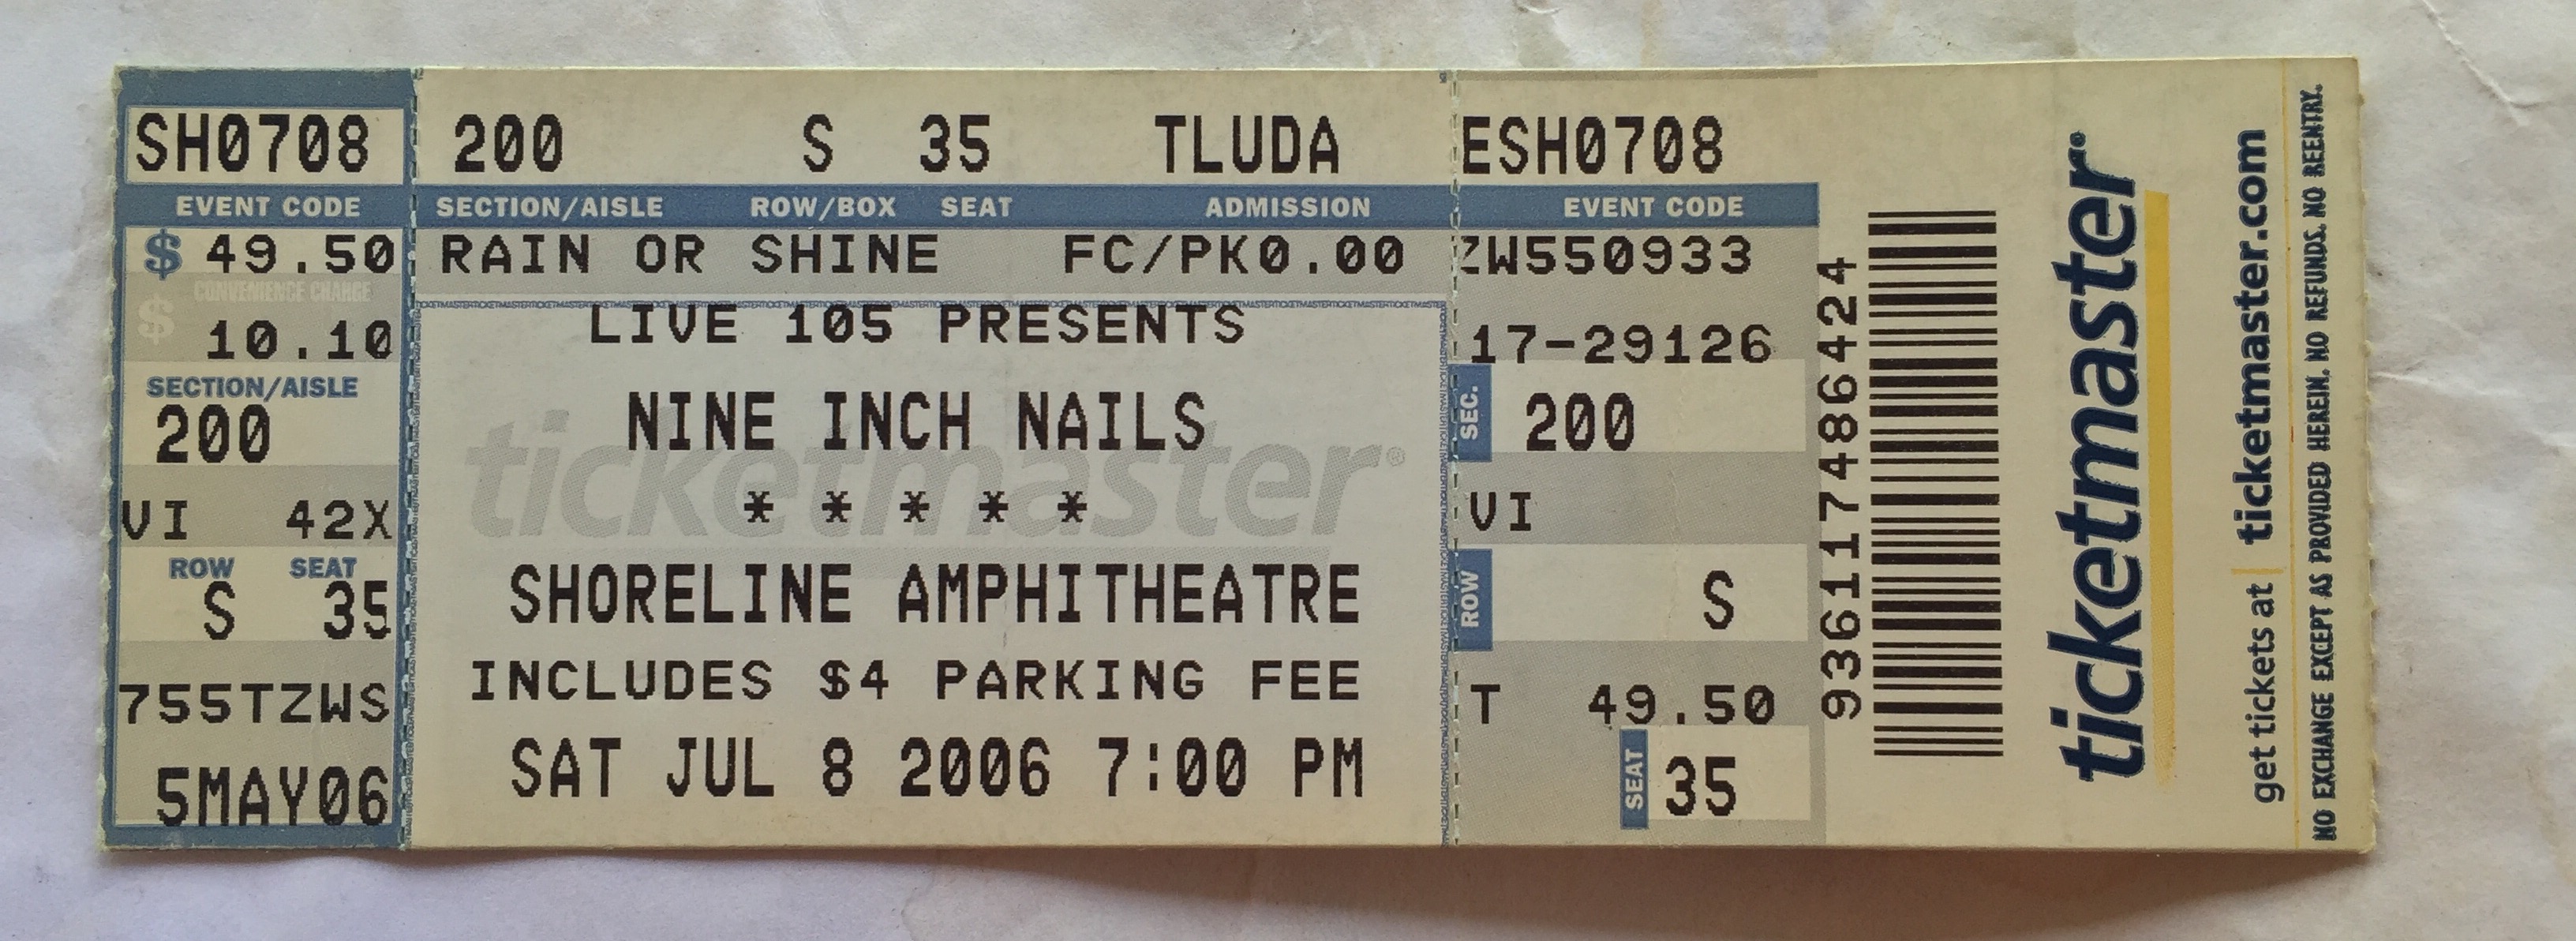 SH0708
EVENT CODE
$ 49.50
CONVENIENCE CHARGE
$ 10.10
SECTION/AISLE
200
VI 42X
ROW SEAT
S 35
755TZWS
5MAY06
200 S 35 TLUDA
SECTION/AISLE ROW/BOX SEAT ADMISSION
RAIN OR SHINE FC/PK0.00
LIVE 105 PRESENTS
NINE INCH NAILS
ticketmaster®
* * * * *
SHORELINE AMPHITHEATRE
INCLUDES $4 PARKING FEE
SAT JUL 8 2006 7:00 PM
ESH0708
EVENT CODE
ZW550933
17-29126
SEC. 200
VI
ROW S
T 49.50
SEAT 35
936117486424
ticketmaster®
get tickets at | ticketmaster.com
NO EXCHANGE EXCEPT AS PROVIDED HEREIN. NO REFUNDS. NO REENTRY.